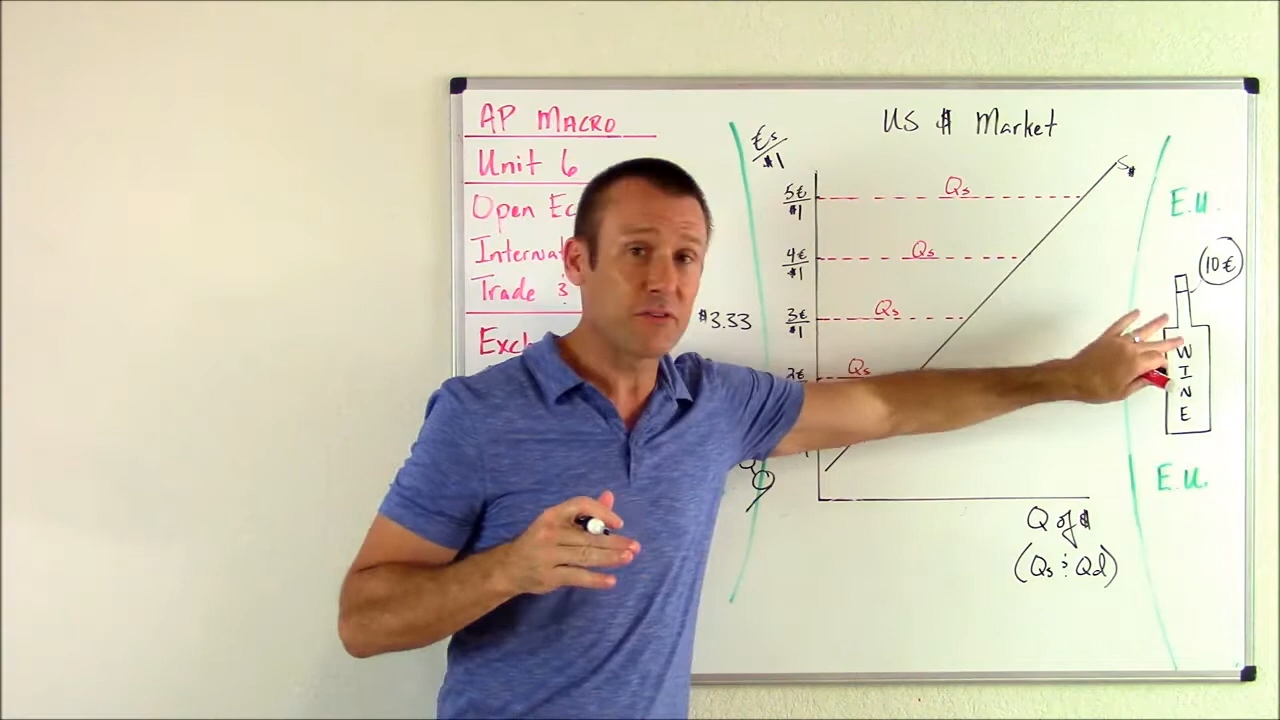 AP MACRO
Unit 6
Open Ec
Internat
Trade &
Exch
US $ Market
€s/$1
5€/$1
4€/$1
$3.33
3€/$1
Qs
Qs
Qs
Qs
S$
E.U.
10€
WINE
E.U.
Q of $
(Qs & Qd)